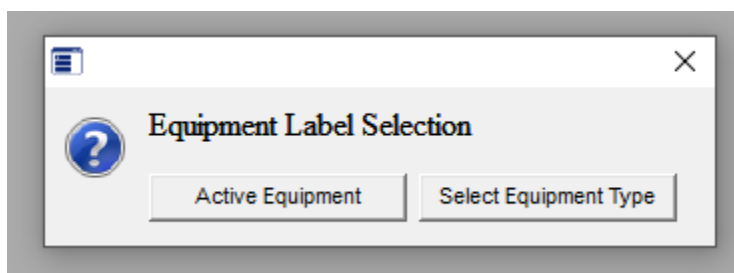 Equipment Label Selection
Active Equipment
Select Equipment Type